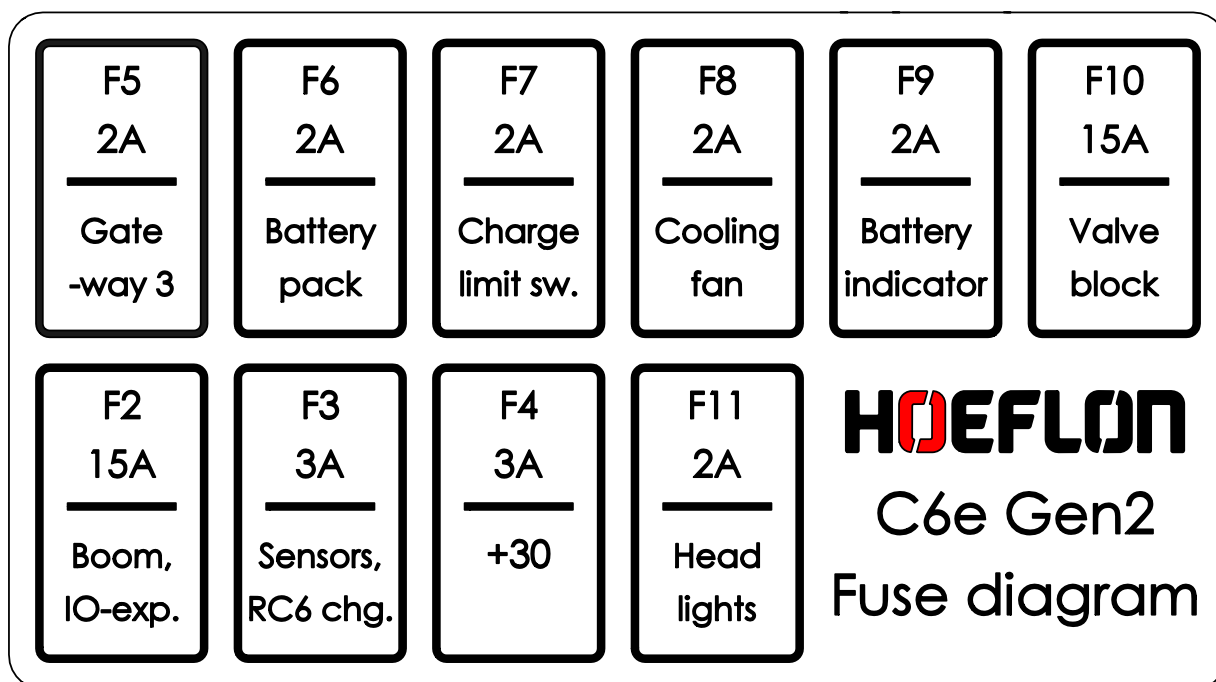 F5
2A
Gate
-way 3
F6
2A
Battery
pack
F7
2A
Charge
limit sw.
F8
2A
Cooling
fan
F9
2A
Battery
indicator
F10
15A
Valve
block
F2
15A
Boom,
IO-exp.
F3
3A
Sensors,
RC6 chg.
F4
3A
+30
F11
2A
Head
lights
HOEFLON
C6e Gen2
Fuse diagram